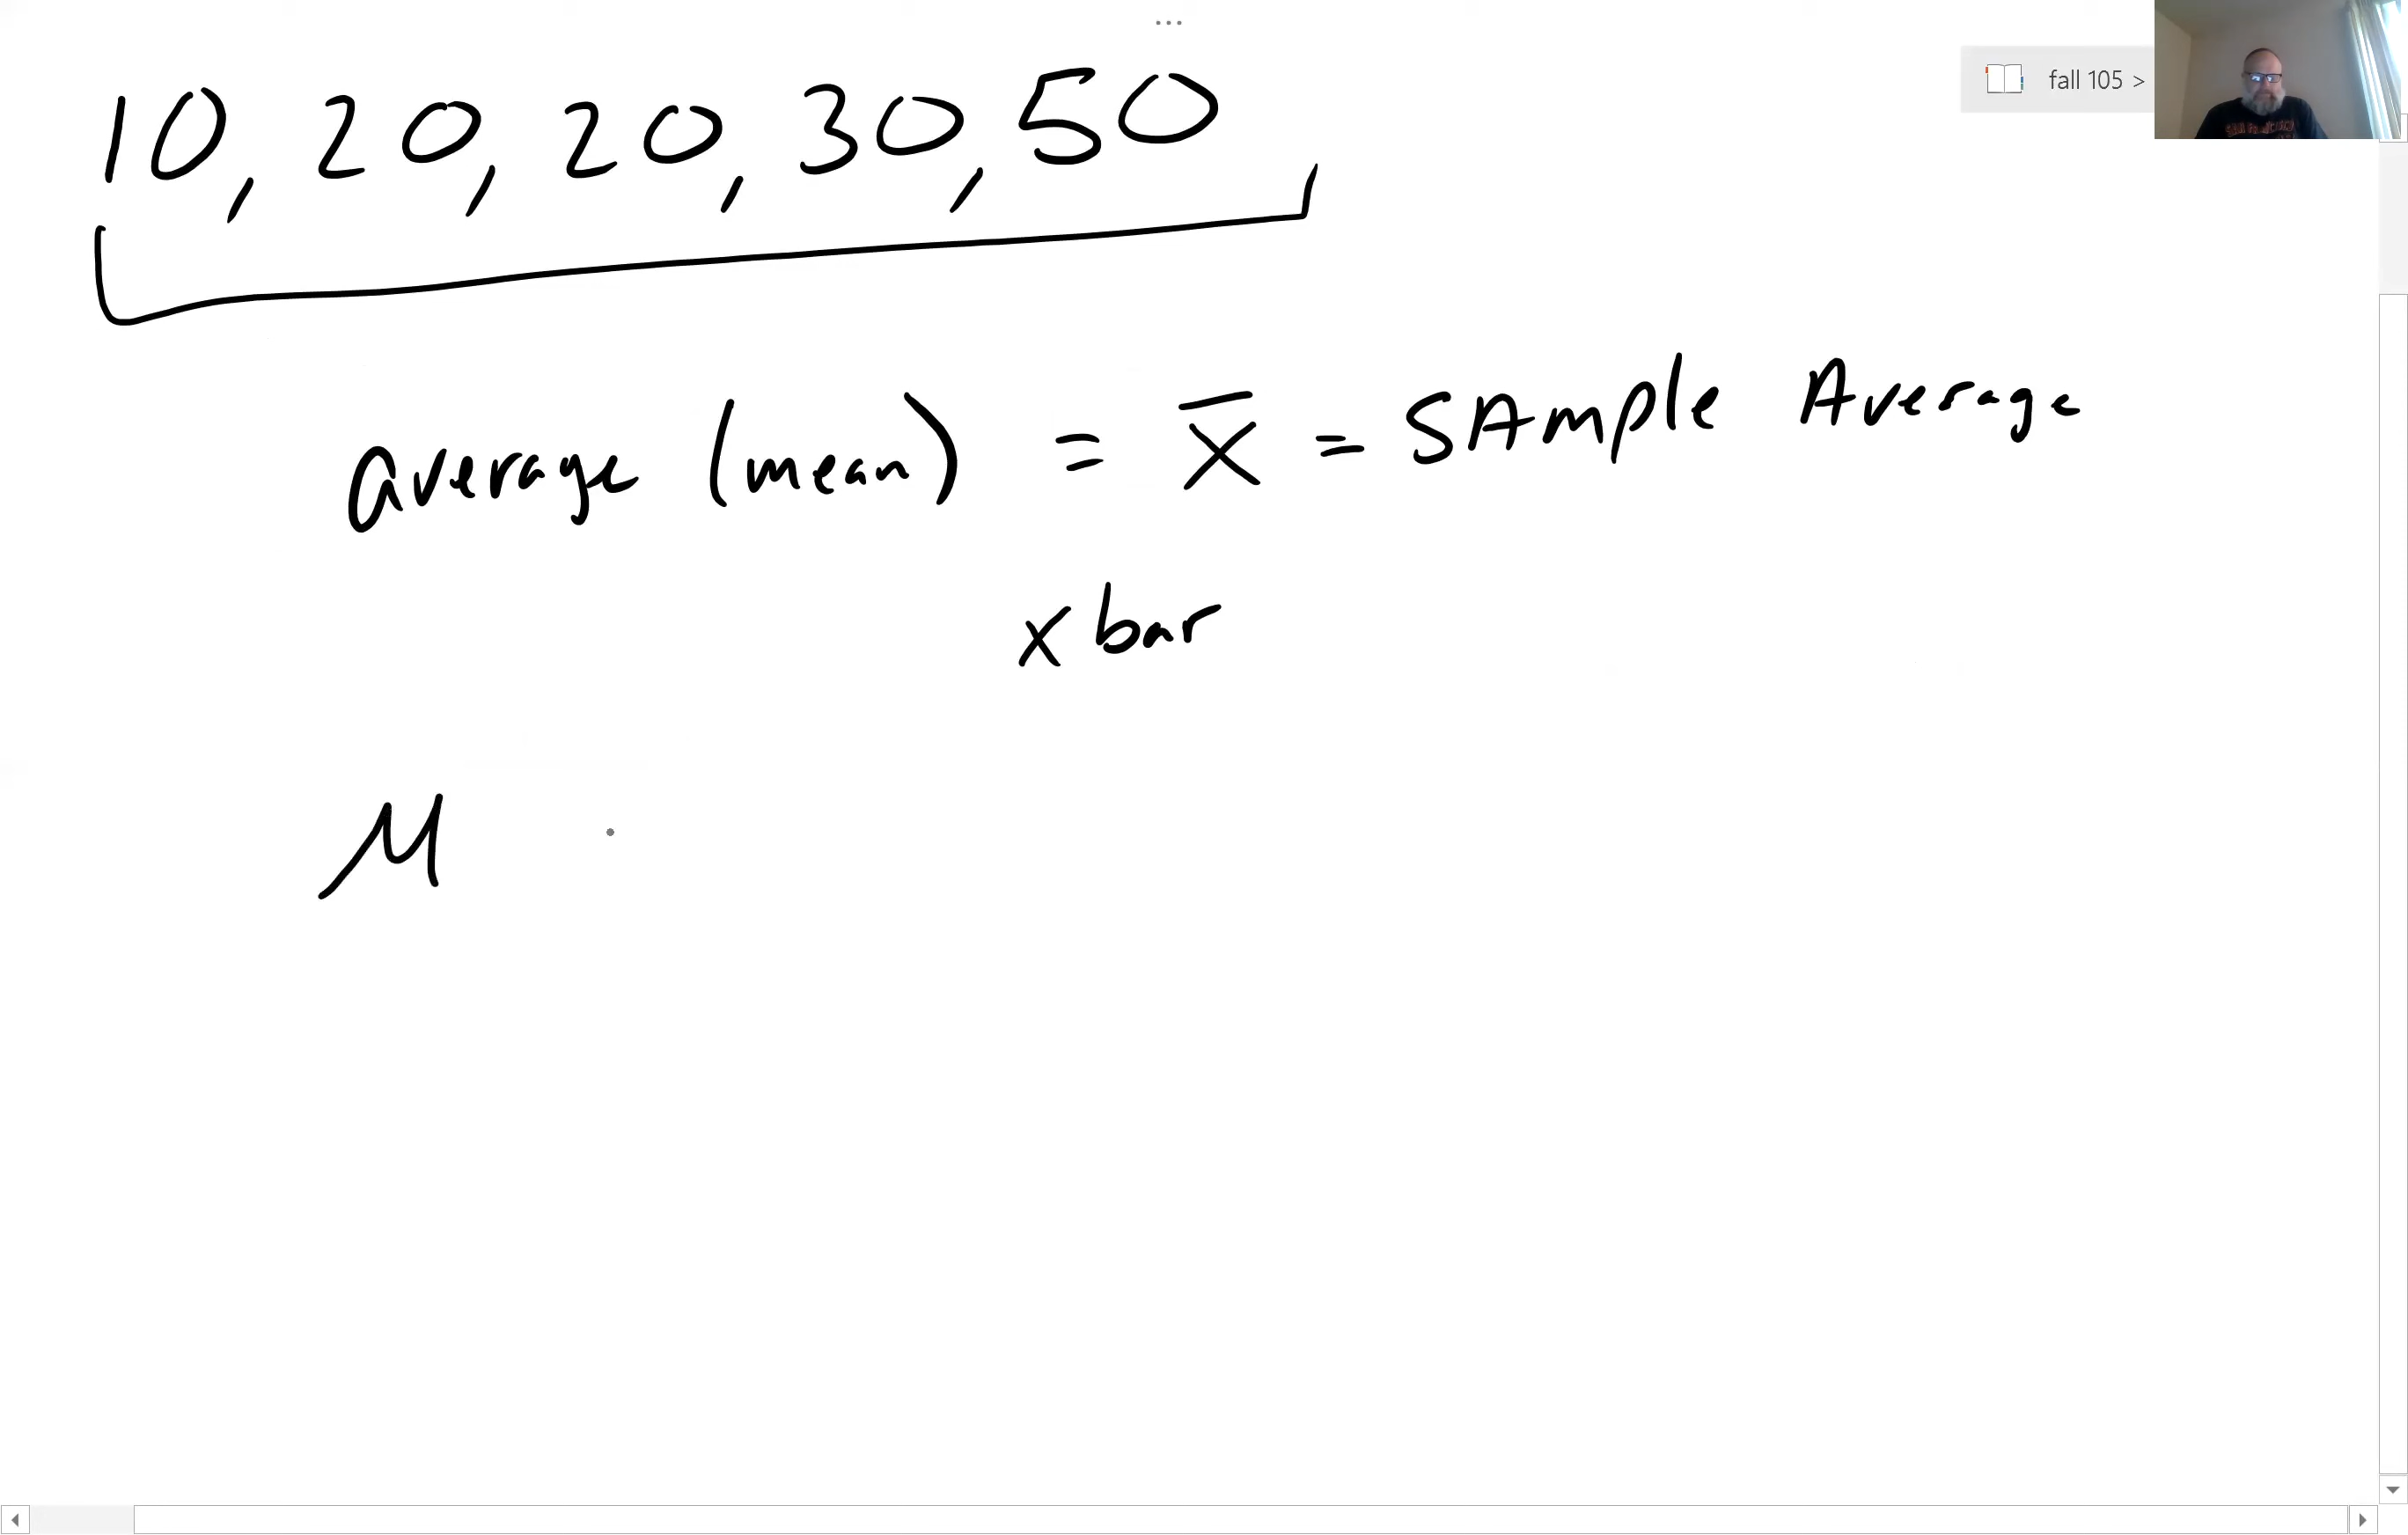 10, 20, 20, 30, 50
fall 105 >
average (mean) = x̄ = SAmple Average
x bar
μ